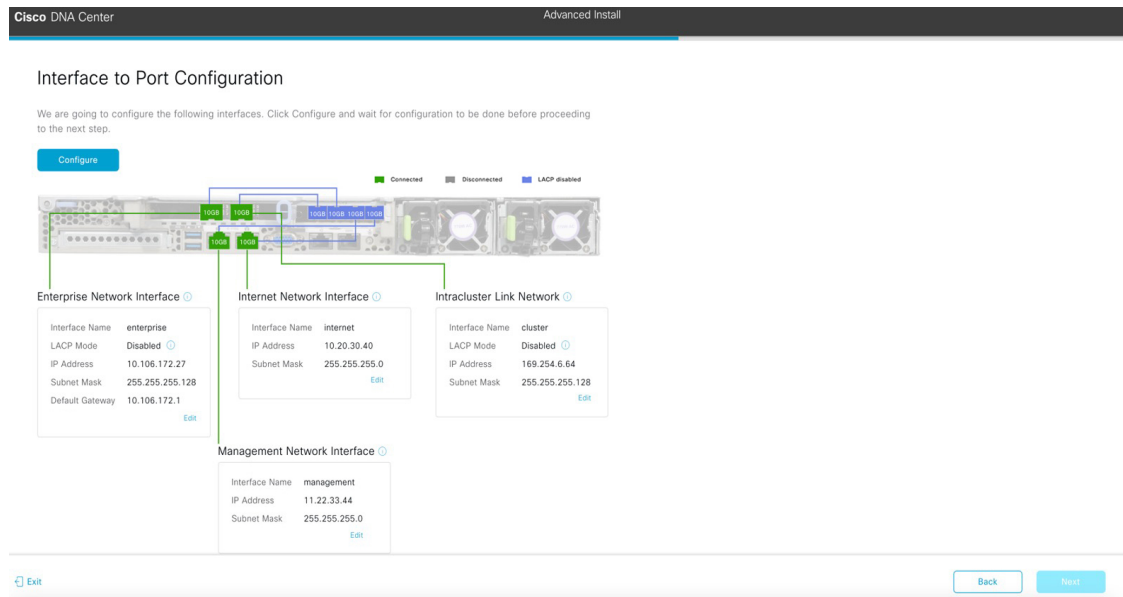 Cisco DNA Center
Advanced Install
Interface to Port Configuration
We are going to configure the following interfaces. Click Configure and wait for configuration to be done before proceeding
to the next step.
Configure
Connected
Disconnected
LACP disabled
10GB 10GB 10GB 10GB 10GB 10GB
10GB 10GB
Enterprise Network Interface
Interface Name enterprise
LACP Mode Disabled
IP Address 10.106.172.27
Subnet Mask 255.255.255.128
Default Gateway 10.106.172.1
Edit
Internet Network Interface
Interface Name internet
IP Address 10.20.30.40
Subnet Mask 255.255.255.0
Edit
Intracluster Link Network
Interface Name cluster
LACP Mode Disabled
IP Address 169.254.6.64
Subnet Mask 255.255.255.128
Edit
Management Network Interface
Interface Name management
IP Address 11.22.33.44
Subnet Mask 255.255.255.0
Edit
Exit
Back
Next